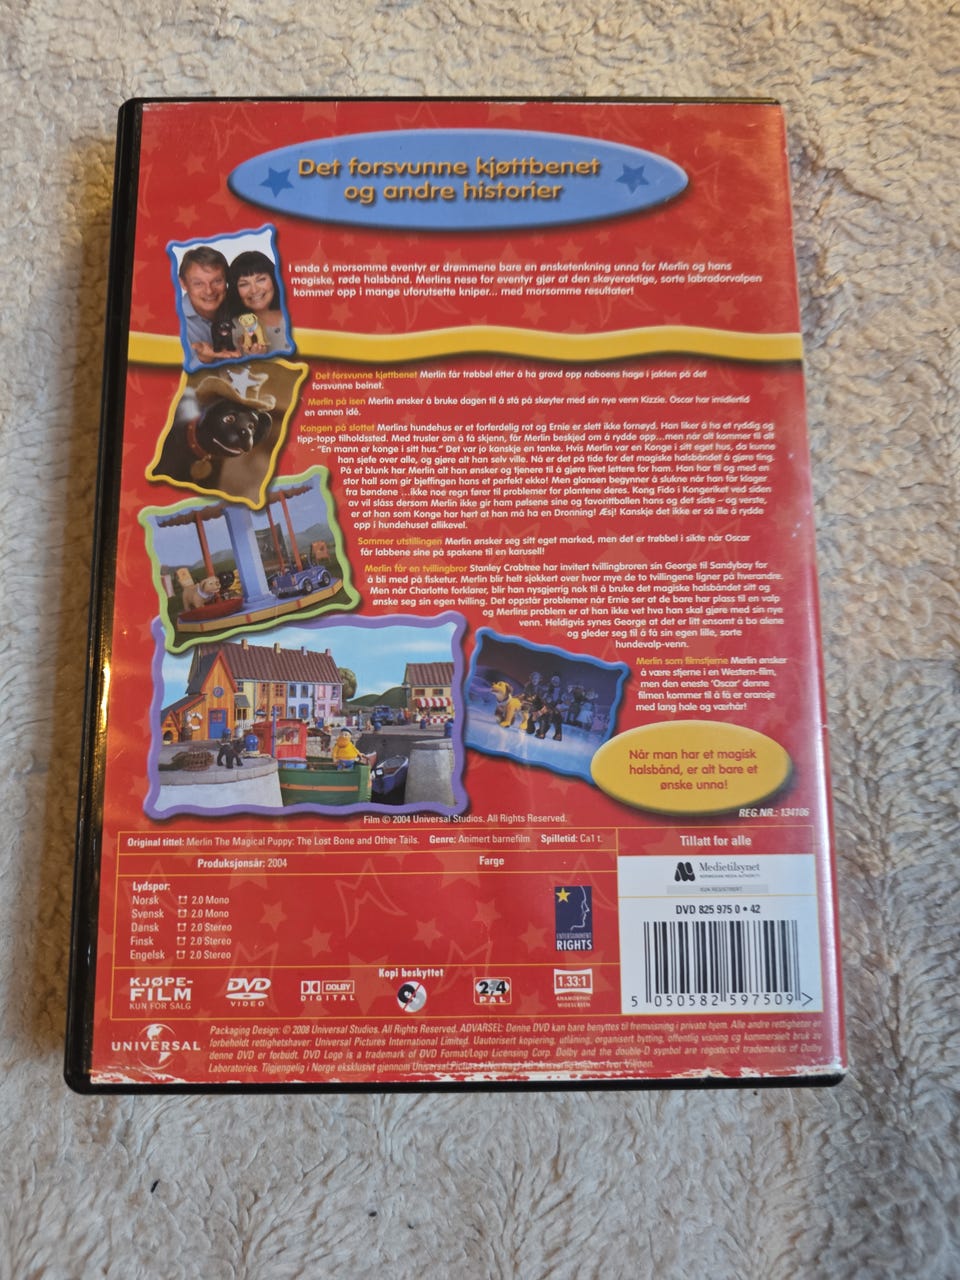 Det forsvunne kjøttbenet
og andre historier
I enda 6 morsomme eventyr er drømmene bare en ønsketenkning unna for Merlin og hans
magiske, røde halsbånd. Merlins nese for eventyr gjør at den skøyeraktige, sorte labradorvalpen
kommer opp i mange uforutsette kniper... med morsomme resultater!
Det forsvunne kjøttbenet Merlin får trøbbel etter å ha gravd opp naboens hage i jakten på det
forsvunne beinet.
Merlin på isen Merlin ønsker å bruke dagen til å stå på skøyter med sin nye venn Kizzie. Oscar har imidlertid
en annen idé.
Kongen på slottet Merlins hundehus er et forferdelig rot og Ernie er slett ikke fornøyd. Han liker å ha et ryddig og
tipp-topp tilholdssted. Med trusler om å få skjenn, får Merlin beskjed om å rydde opp...men når alt kommer til alt
- "En mann er konge i sitt hus." Det var jo kanskje en tanke. Hvis Merlin var en Konge i sitt eget hus, da kunne
han sjefe over alle, og gjøre alt han selv ville. Nå er det på tide for det magiske halsbåndet å gjøre ting.
På et blunk har Merlin alt han ønsker og tjenere til å gjøre livet lettere for ham. Han har til og med en
stor hall som gir bjeffingen hans et perfekt ekko! Men glansen begynner å slukne når han får klager
fra bøndene ...ikke noe regn fører til problemer for plantene deres. Kong Fido i Kongeriket ved siden
av vil slåss dersom Merlin ikke gir ham pølsene sine og favorittballen hans og det siste – og verste,
er at han som Konge har hørt at han må ha en Dronning! Æsj! Kanskje det ikke er så ille å rydde
opp i hundehuset allikevel.
Sommer utstillingen Merlin ønsker seg sitt eget marked, men det er trøbbel i sikte når Oscar
får labbene sine på spakene til en karusell!
Merlin får en tvillingbror Stanley Crabtree har invitert tvillingbroren sin George til Sandybay for
å bli med på fisketur. Merlin blir helt sjokkert over hvor mye de to tvillingene ligner på hverandre.
Men når Charlotte forklarer, blir han nysgjerrig nok til å bruke det magiske halsbåndet sitt og
ønske seg sin egen tvilling. Det oppstår problemer når Ernie ser at de bare har plass til en valp
og Merlins problem er at han ikke vet hva han skal gjøre med sin nye
venn. Heldigvis synes George at det er litt ensomt å bo alene
og gleder seg til å få sin egen lille, sorte
hundevalp-venn.
Merlin som filmstjerne Merlin ønsker
å være stjerne i en Western-film,
men den eneste 'Oscar' denne
filmen kommer til å få er oransje
med lang hale og værhår!
Når man har et magisk
halsbånd, er alt bare et
ønske unna!
Film © 2004 Universal Studios. All Rights Reserved.
REG.NR.: 134106
Original tittel: Merlin The Magical Puppy: The Lost Bone and Other Tails. Genre: Animert barnefilm Spilletid: Ca1 t.
Tillatt for alle
Produksjonsår: 2004
Farge
Medietilsynet
NORWEGIAN MEDIA AUTHORITY
Lydspor:
Norsk 2.0 Mono
Svensk 2.0 Mono
Dansk 2.0 Stereo
Finsk 2.0 Stereo
Engelsk 2.0 Stereo
ENTERTAINMENT
RIGHTS
DVD 825 975 0 • 42
5 050582 597509 >
KJØPE-
FILM
KUN FOR SALG
DVD
VIDEO
DOLBY
DIGITAL
Kopi beskyttet
2,4
PAL
1.33:1
ANAMORPHIC
WIDESCREEN
UNIVERSAL
Packaging Design: © 2008 Universal Studios. All Rights Reserved. ADVARSEL: Denne DVD kan bare benyttes til fremvisning i private hjem. Alle andre rettigheter er
forbeholdt rettighetshaver: Universal Pictures International Limited. Uautorisert kopiering, utlåning, organisert bytting, offentlig visning og kommersielt bruk av
denne DVD er forbudt. DVD Logo is a trademark of DVD Format/Logo Licensing Corp. Dolby and the double-D symbol are registered trademarks of Dolby
Laboratories. Tilgjengelig i Norge eksklusivt gjennom Universal Pictures (Norway) AS.